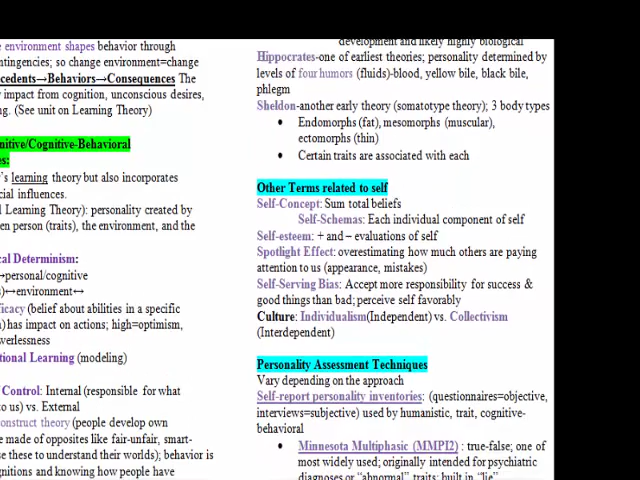 e environment shapes behavior through
ntingencies; so change environment=change
cedents→Behaviors→Consequences The
impact from cognition, unconscious desires,
ng. (See unit on Learning Theory)
nitive/Cognitive-Behavioral
es:
's learning theory but also incorporates
cial influences.
l Learning Theory): personality created by
en person (traits), the environment, and the
al Determinism:
→personal/cognitive
s)↔environment↔
icacy (belief about abilities in a specific
) has impact on actions; high=optimism,
werlessness
tional Learning (modeling)
f Control: Internal (responsible for what
to us) vs. External
onstruct theory (people develop own
e made of opposites like fair-unfair, smart-
se these to understand their worlds); behavior is
gnitions and knowing how people have
development and likely highly biological
Hippocrates-one of earliest theories; personality determined by
levels of four humors (fluids)-blood, yellow bile, black bile,
phlegm
Sheldon-another early theory (somatotype theory); 3 body types
• Endomorphs (fat), mesomorphs (muscular),
ectomorphs (thin)
• Certain traits are associated with each
Other Terms related to self
Self-Concept: Sum total beliefs
Self-Schemas: Each individual component of self
Self-esteem: + and – evaluations of self
Spotlight Effect: overestimating how much others are paying
attention to us (appearance, mistakes)
Self-Serving Bias: Accept more responsibility for success &
good things than bad; perceive self favorably
Culture: Individualism(Independent) vs. Collectivism
(Interdependent)
Personality Assessment Techniques
Vary depending on the approach
Self-report personality inventories: (questionnaires=objective,
interviews=subjective) used by humanistic, trait, cognitive-
behavioral
• Minnesota Multiphasic (MMPI2) : true-false; one of
most widely used; originally intended for psychiatric
diagnoses or “abnormal” traits; built in “lie”